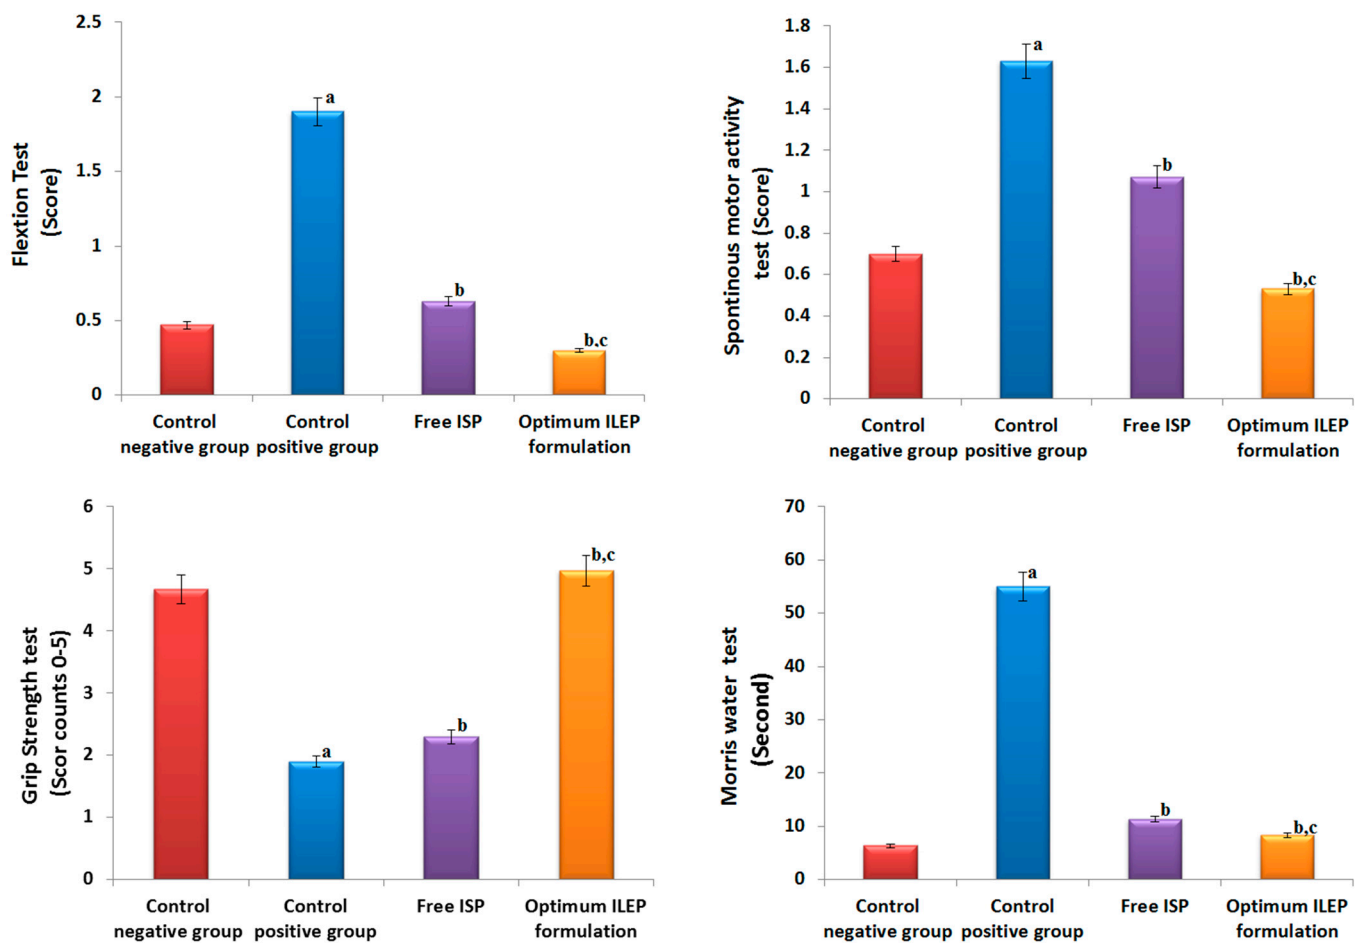 Flextion Test
(Score)
2.5
2
1.5
1
0.5
0
a
b
b,c
Control
negative group
Control
positive group
Free ISP
Optimum ILEP
formulation
Spontinous motor activity
test (Score)
1.8
1.6
1.4
1.2
1
0.8
0.6
0.4
0.2
0
a
b
b,c
Control
negative group
Control
positive group
Free ISP
Optimum ILEP
formulation
Grip Strength test
(Scor counts 0-5)
6
5
4
3
2
1
0
a
b
b,c
Control
negative group
Control
positive group
Free ISP
Optimum ILEP
formulation
Morris water test
(Second)
70
60
50
40
30
20
10
0
a
b
b,c
Control
negative group
Control
positive group
Free ISP
Optimum ILEP
formulation